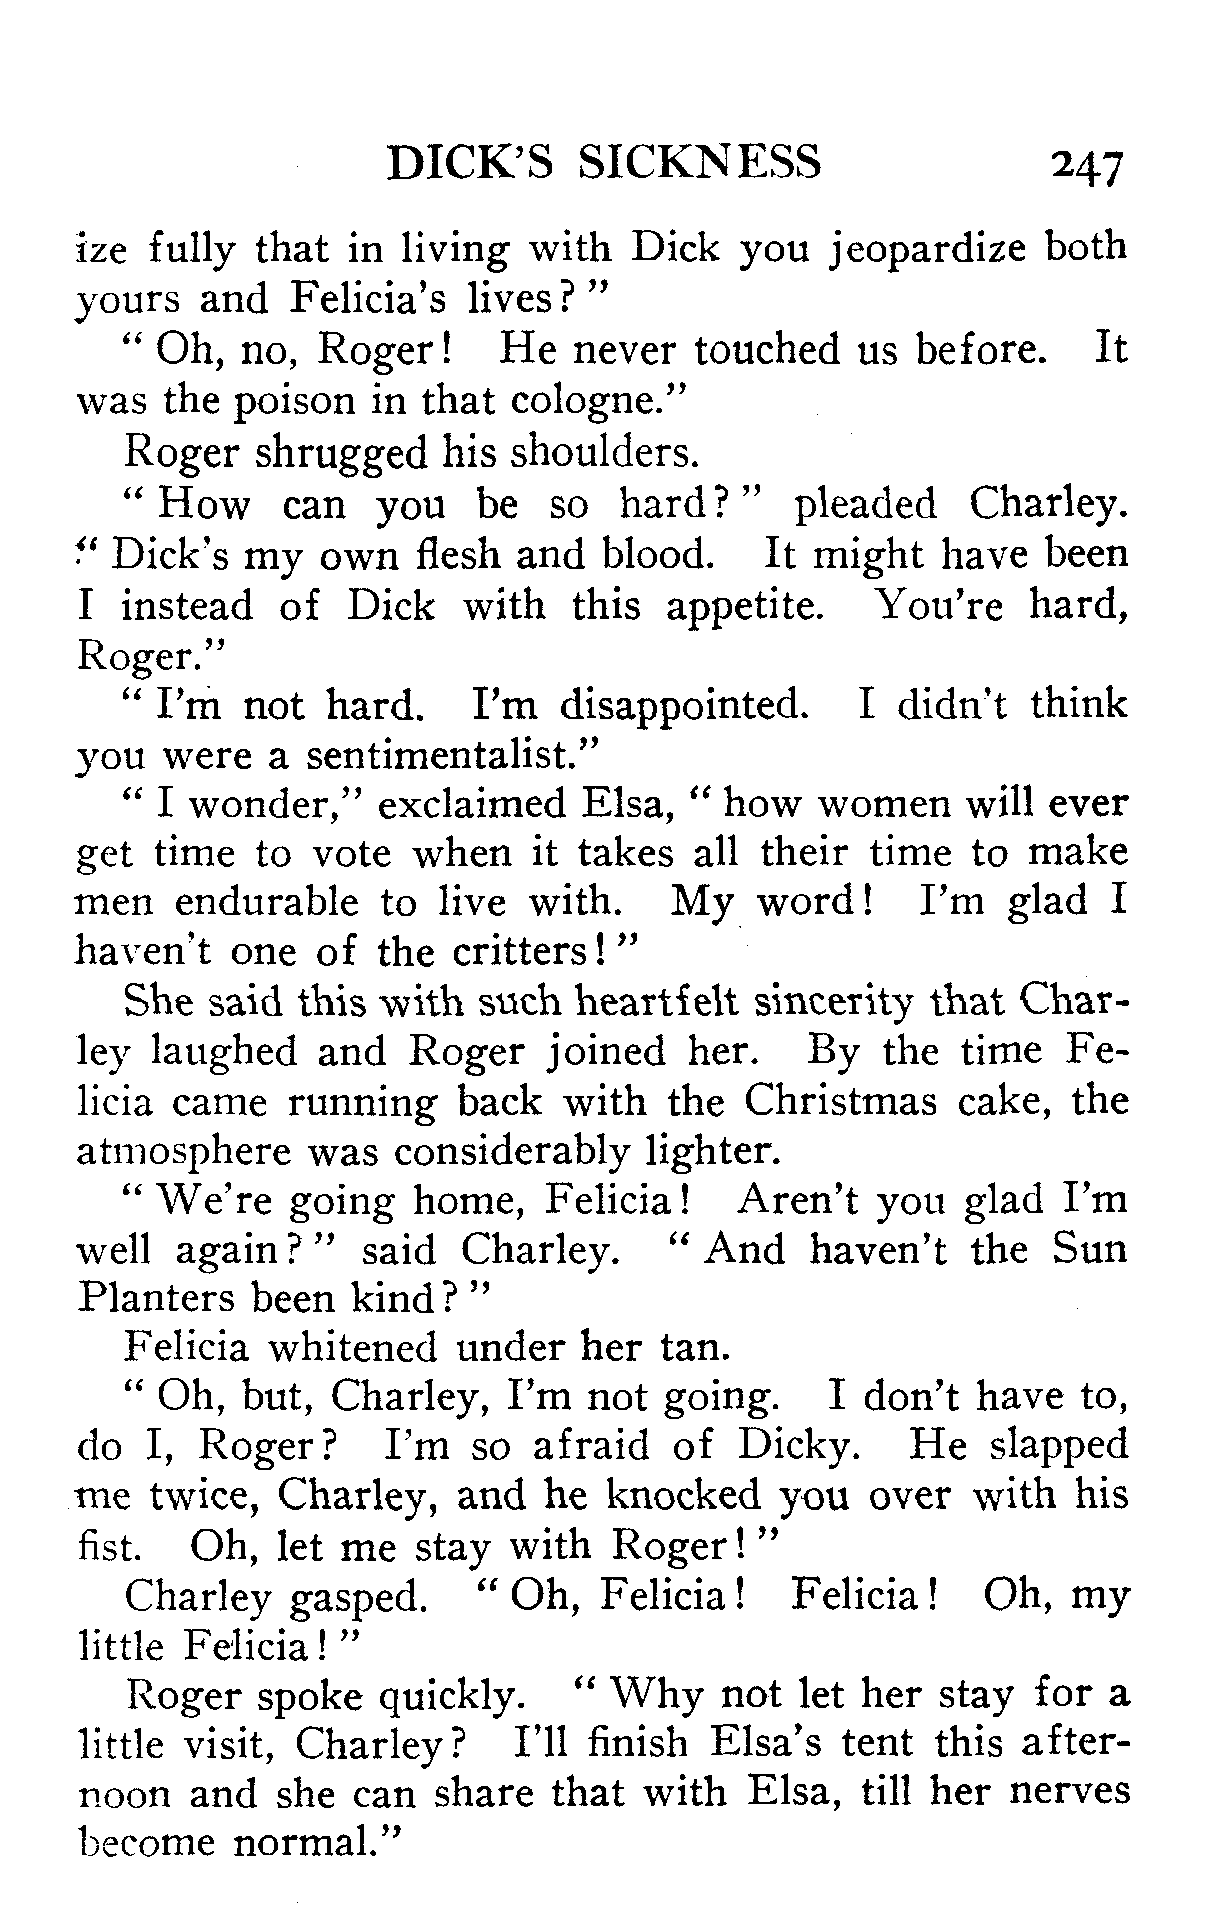 DICK'S SICKNESS 247
ize fully that in living with Dick you jeopardize both
yours and Felicia's lives?"
"Oh, no, Roger! He never touched us before. It
was the poison in that cologne."
Roger shrugged his shoulders.
"How can you be so hard?" pleaded Charley.
"Dick's my own flesh and blood. It might have been
I instead of Dick with this appetite. You're hard,
Roger."
"I'm not hard. I'm disappointed. I didn't think
you were a sentimentalist."
"I wonder," exclaimed Elsa, "how women will ever
get time to vote when it takes all their time to make
men endurable to live with. My word! I'm glad I
haven't one of the critters!"
She said this with such heartfelt sincerity that Char-
ley laughed and Roger joined her. By the time Fe-
licia came running back with the Christmas cake, the
atmosphere was considerably lighter.
"We're going home, Felicia! Aren't you glad I'm
well again?" said Charley. "And haven't the Sun
Planters been kind?"
Felicia whitened under her tan.
"Oh, but, Charley, I'm not going. I don't have to,
do I, Roger? I'm so afraid of Dicky. He slapped
me twice, Charley, and he knocked you over with his
fist. Oh, let me stay with Roger!"
Charley gasped. "Oh, Felicia! Felicia! Oh, my
little Felicia!"
Roger spoke quickly. "Why not let her stay for a
little visit, Charley? I'll finish Elsa's tent this after-
noon and she can share that with Elsa, till her nerves
become normal."